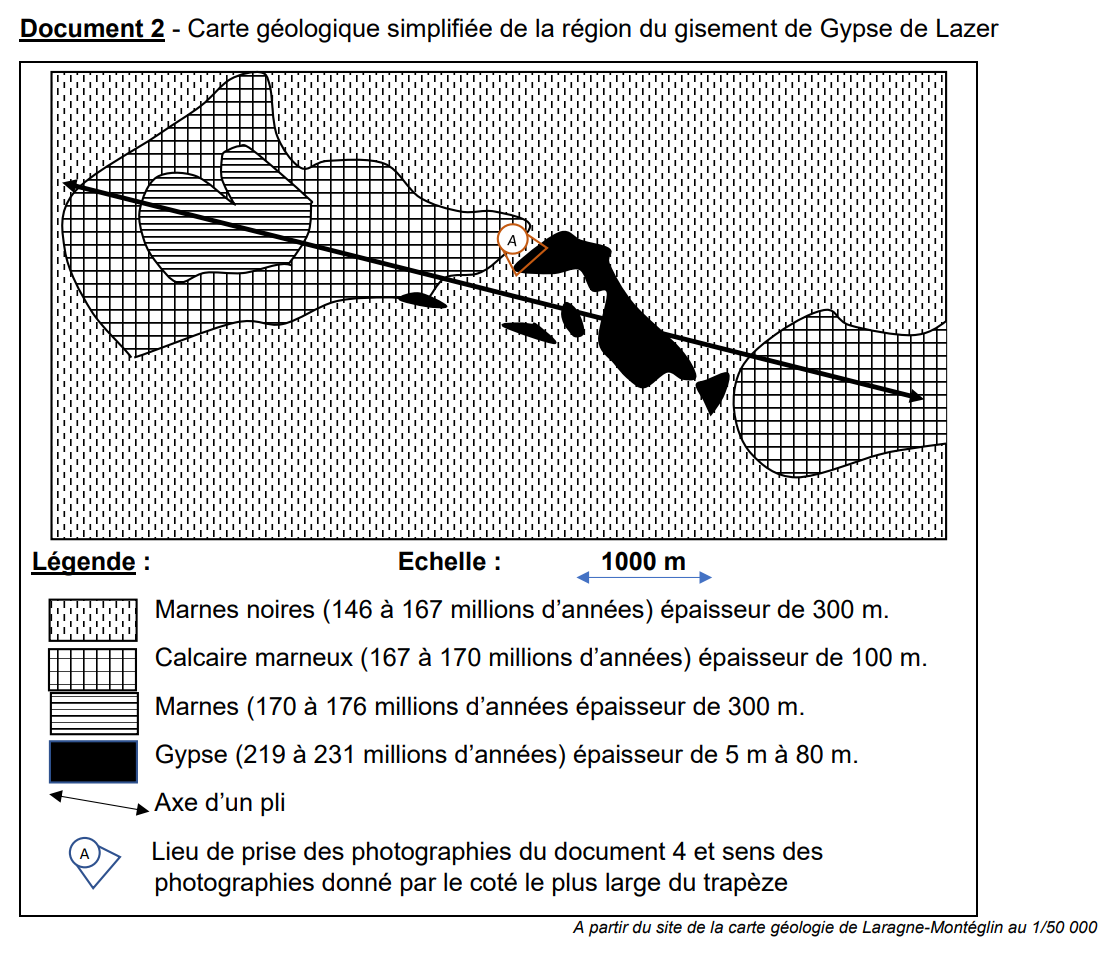 Document 2 - Carte géologique simplifiée de la région du gisement de Gypse de Lazer
A
Légende :
Echelle :
1000 m
Marnes noires (146 à 167 millions d’années) épaisseur de 300 m.
Calcaire marneux (167 à 170 millions d’années) épaisseur de 100 m.
Marnes (170 à 176 millions d’années épaisseur de 300 m.
Gypse (219 à 231 millions d’années) épaisseur de 5 m à 80 m.
Axe d’un pli
A
Lieu de prise des photographies du document 4 et sens des
photographies donné par le coté le plus large du trapèze
A partir du site de la carte géologie de Laragne-Montéglin au 1/50 000